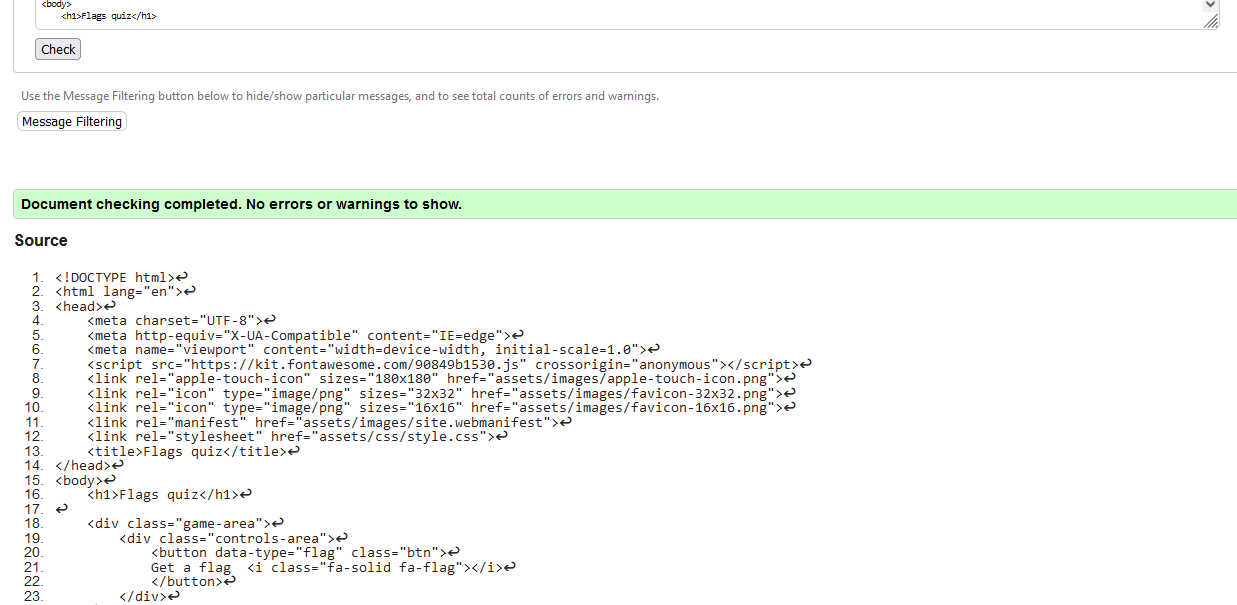 <body>
<h1>Flags quiz</h1>
Check
Use the Message Filtering button below to hide/show particular messages, and to see total counts of errors and warnings.
Message Filtering
Document checking completed. No errors or warnings to show.
Source
1. <!DOCTYPE html>↩
2. <html lang="en">↩
3. <head>↩
4. <meta charset="UTF-8">↩
5. <meta http-equiv="X-UA-Compatible" content="IE=edge">↩
6. <meta name="viewport" content="width=device-width, initial-scale=1.0">↩
7. <script src="https://kit.fontawesome.com/90849b1530.js" crossorigin="anonymous"></script>↩
8. <link rel="apple-touch-icon" sizes="180x180" href="assets/images/apple-touch-icon.png">↩
9. <link rel="icon" type="image/png" sizes="32x32" href="assets/images/favicon-32x32.png">↩
10. <link rel="icon" type="image/png" sizes="16x16" href="assets/images/favicon-16x16.png">↩
11. <link rel="manifest" href="assets/images/site.webmanifest">↩
12. <link rel="stylesheet" href="assets/css/style.css">↩
13. <title>Flags quiz</title>↩
14. </head>↩
15. <body>↩
16. <h1>Flags quiz</h1>↩
17. ↩
18. <div class="game-area">↩
19. <div class="controls-area">↩
20. <button data-type="flag" class="btn">↩
21. Get a flag  <i class="fa-solid fa-flag"></i>↩
22. </button>↩
23. </div>↩